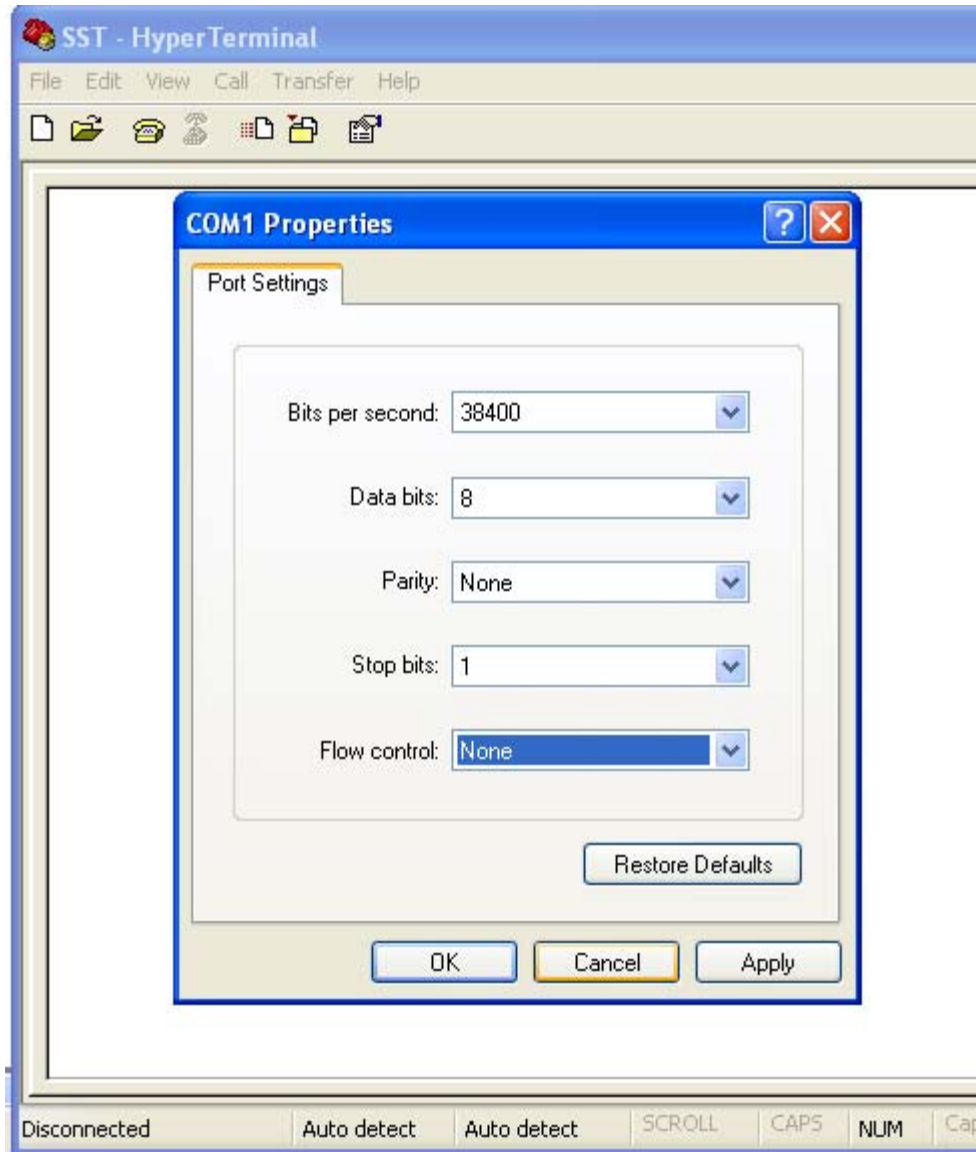 SST - HyperTerminal
File Edit View Call Transfer Help
COM1 Properties
Port Settings
Bits per second: 38400
Data bits: 8
Parity: None
Stop bits: 1
Flow control: None
Restore Defaults
OK Cancel Apply
Disconnected Auto detect Auto detect SCROLL CAPS NUM Cap